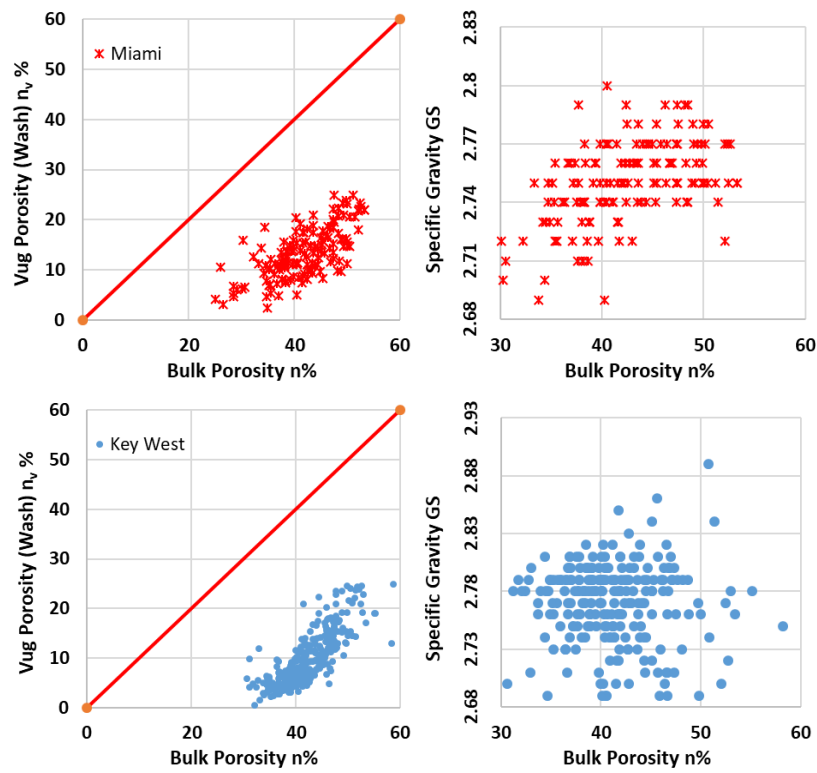 60
50
40
30
20
10
0
Vug Porosity (Wash) nᵥ %
Miami
0 20 40 60
Bulk Porosity n%
2.83
2.8
2.77
2.74
2.71
2.68
Specific Gravity GS
30 40 50 60
Bulk Porosity n%
60
50
40
30
20
10
0
Vug Porosity (Wash) nᵥ %
Key West
0 20 40 60
Bulk Porosity n%
2.93
2.88
2.83
2.78
2.73
2.68
Specific Gravity GS
30 40 50 60
Bulk Porosity n%